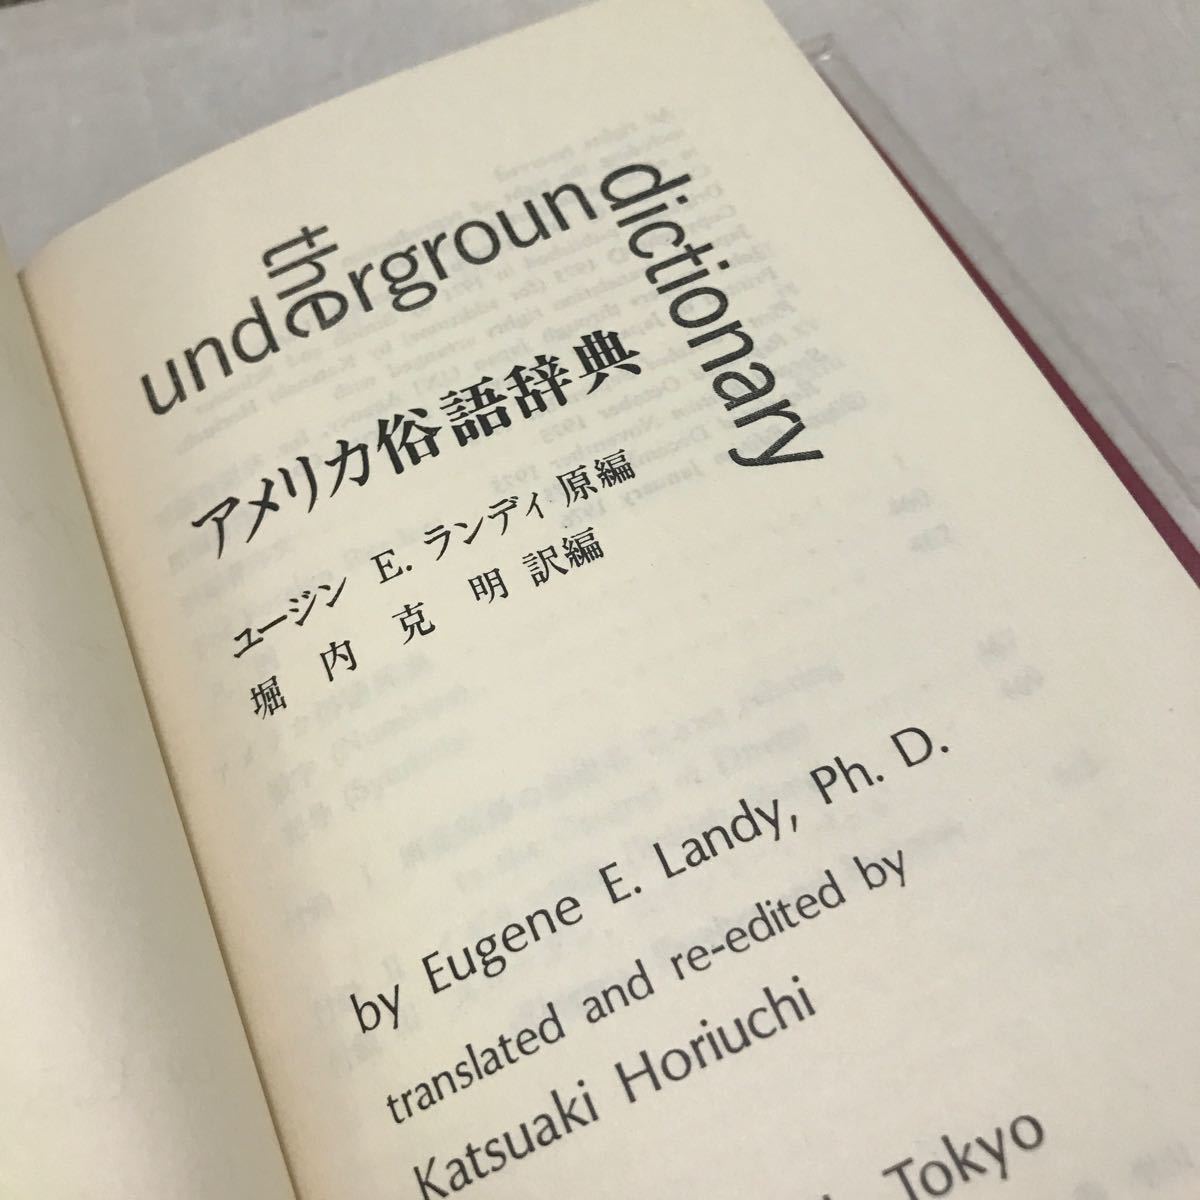 the
underground
dictionary
アメリカ俗語辞典
ユージン E. ランディ 原編
堀内克明 訳編
by Eugene E. Landy, Ph. D.
translated and re-edited by
Katsuaki Horiuchi
Tokyo